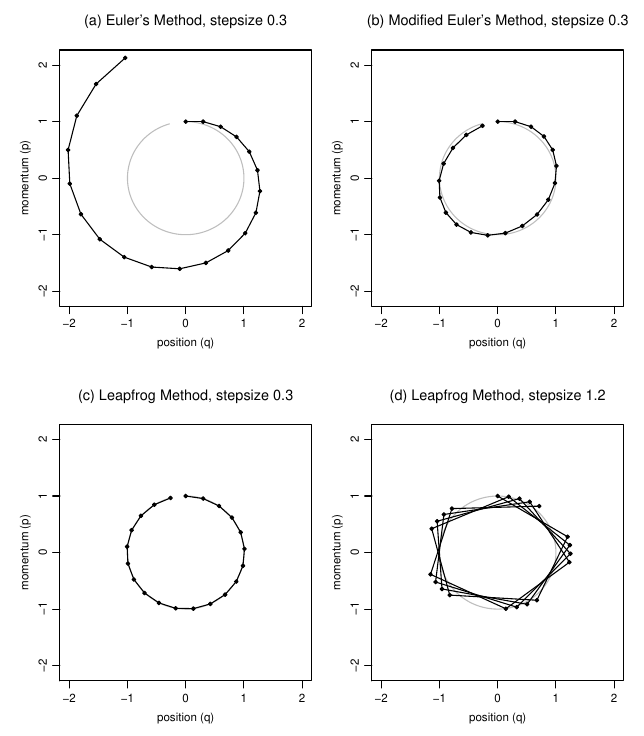 (a) Euler's Method, stepsize 0.3
(b) Modified Euler's Method, stepsize 0.3
2
1
0
−1
−2
momentum (p)
−2 −1 0 1 2
position (q)
2
1
0
−1
−2
momentum (p)
−2 −1 0 1 2
position (q)
(c) Leapfrog Method, stepsize 0.3
(d) Leapfrog Method, stepsize 1.2
2
1
0
−1
−2
momentum (p)
−2 −1 0 1 2
position (q)
2
1
0
−1
−2
momentum (p)
−2 −1 0 1 2
position (q)